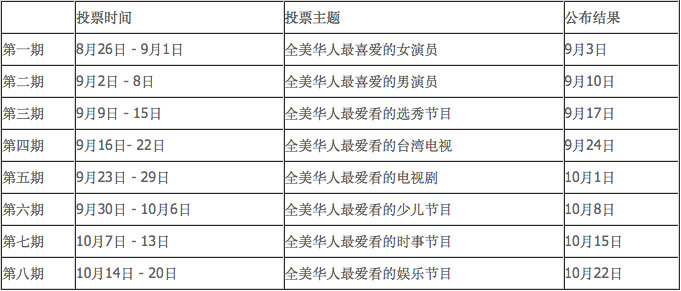 投票时间 投票主题 公布结果
第一期 8月26日 - 9月1日 全美华人最喜爱的女演员 9月3日
第二期 9月2日 - 8日 全美华人最喜爱的男演员 9月10日
第三期 9月9日 - 15日 全美华人最爱看的选秀节目 9月17日
第四期 9月16日- 22日 全美华人最爱看的台湾电视 9月24日
第五期 9月23日 - 29日 全美华人最爱看的电视剧 10月1日
第六期 9月30日 - 10月6日 全美华人最爱看的少儿节目 10月8日
第七期 10月7日 - 13日 全美华人最爱看的时事节目 10月15日
第八期 10月14日 - 20日 全美华人最爱看的娱乐节目 10月22日